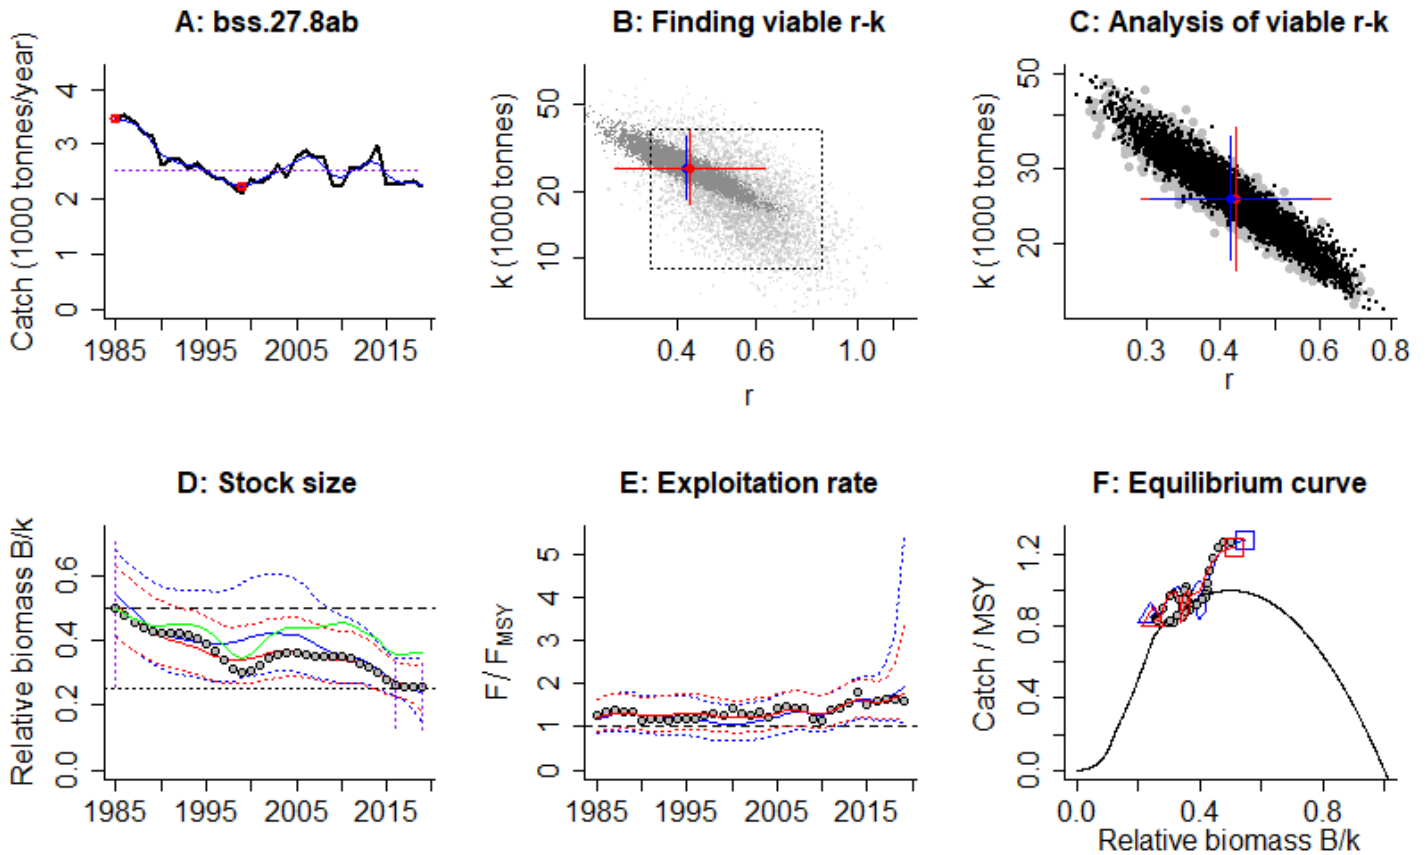 A: bss.27.8ab
Catch (1000 tonnes/year)
0 1 2 3 4
1985 1995 2005 2015
B: Finding viable r-k
k (1000 tonnes)
10 20 50
0.4 0.6 1.0
r
C: Analysis of viable r-k
k (1000 tonnes)
20 30 50
0.3 0.4 0.6 0.8
r
D: Stock size
Relative biomass B/k
0.0 0.2 0.4 0.6
1985 1995 2005 2015
E: Exploitation rate
F / FMSY
0 1 2 3 4 5
1985 1995 2005 2015
F: Equilibrium curve
Catch / MSY
0.0 0.4 0.8 1.2
0.0 0.4 0.8
Relative biomass B/k